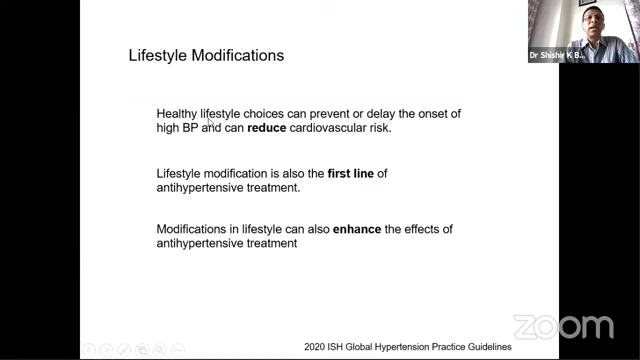 Lifestyle Modifications
Dr Shishir K B...
Healthy lifestyle choices can prevent or delay the onset of
high BP and can reduce cardiovascular risk.
Lifestyle modification is also the first line of
antihypertensive treatment.
Modifications in lifestyle can also enhance the effects of
antihypertensive treatment
zoom
2020 ISH Global Hypertension Practice Guidelines